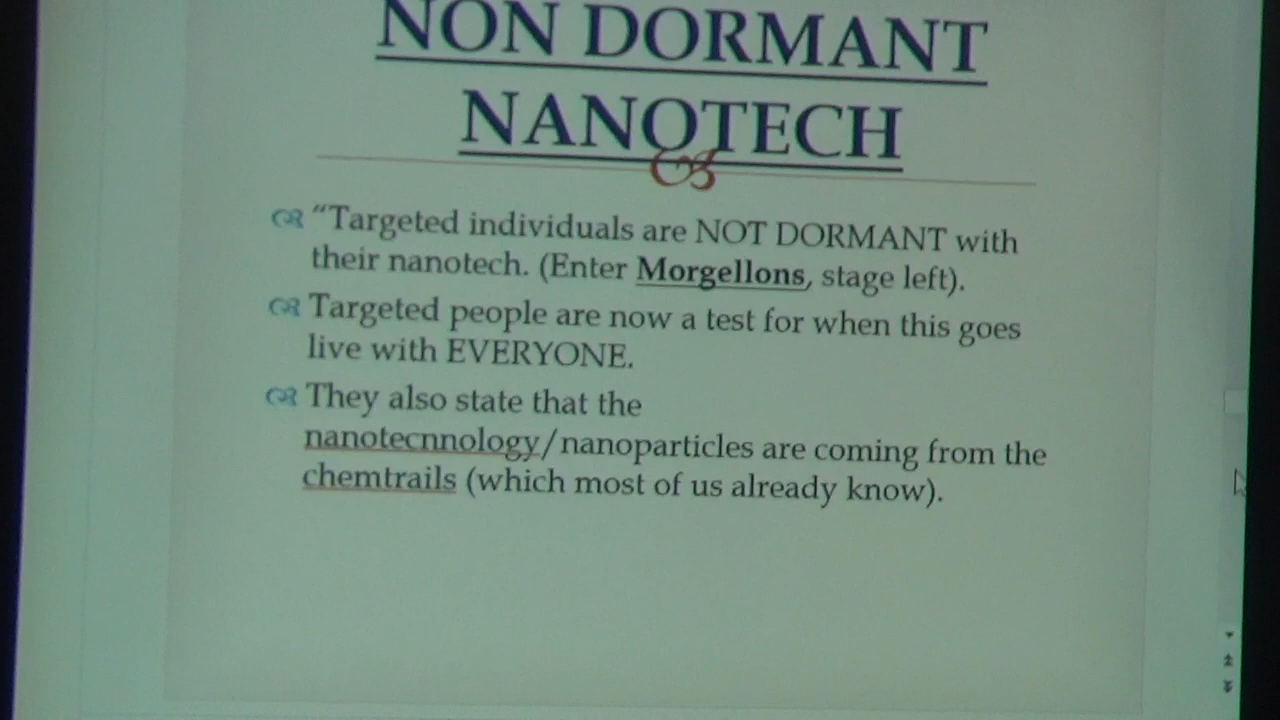 NON DORMANT
NANOTECH
“Targeted individuals are NOT DORMANT with
their nanotech. (Enter Morgellons, stage left).
Targeted people are now a test for when this goes
live with EVERYONE.
They also state that the
nanotecnnology/nanoparticles are coming from the
chemtrails (which most of us already know).